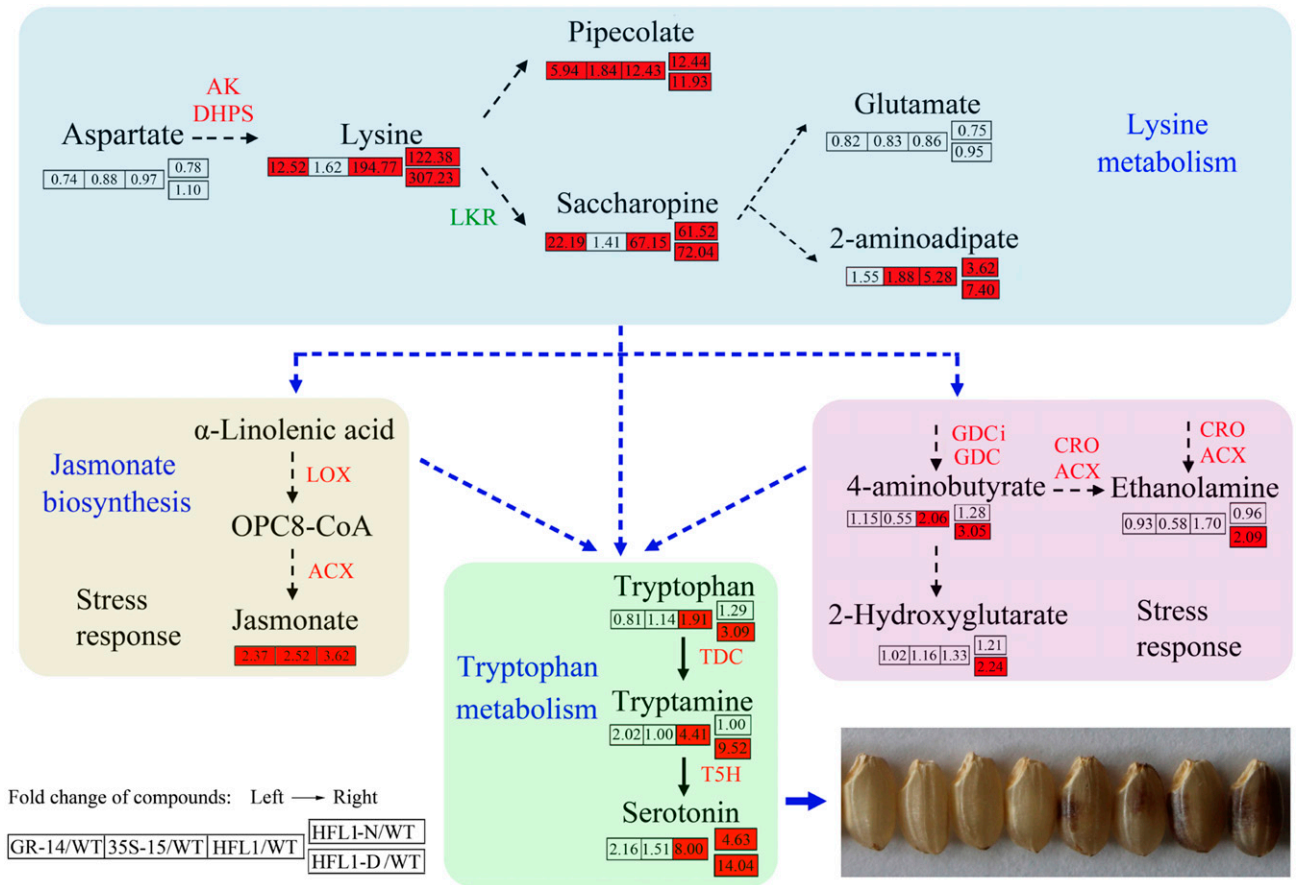 Pipecolate
5.94 1.84 12.43 12.44
11.93
AK
DHPS
Aspartate
0.74 0.88 0.97 0.78
1.10
Lysine
12.52 1.62 194.77 122.38
307.23
LKR
Saccharopine
22.19 1.41 67.15 61.52
72.04
Glutamate
0.82 0.83 0.86 0.75
0.95
2-aminoadipate
1.55 1.88 5.28 3.62
7.40
Lysine
metabolism
α-Linolenic acid
Jasmonate
biosynthesis
LOX
OPC8-CoA
ACX
Stress
response
Jasmonate
2.37 2.52 3.62
Tryptophan
0.81 1.14 1.91 1.29
3.09
TDC
Tryptophan
metabolism
Tryptamine
2.02 1.00 4.41 1.00
9.52
T5H
Serotonin
2.16 1.51 8.00 4.63
14.04
GDCi
GDC
CRO
ACX
CRO
ACX
4-aminobutyrate
1.15 0.55 2.06 1.28
3.05
Ethanolamine
0.93 0.58 1.70 0.96
2.09
2-Hydroxyglutarate
1.02 1.16 1.33 1.21
2.24
Stress
response
Fold change of compounds: Left → Right
GR-14/WT 35S-15/WT HFL1/WT HFL1-N/WT
HFL1-D/WT